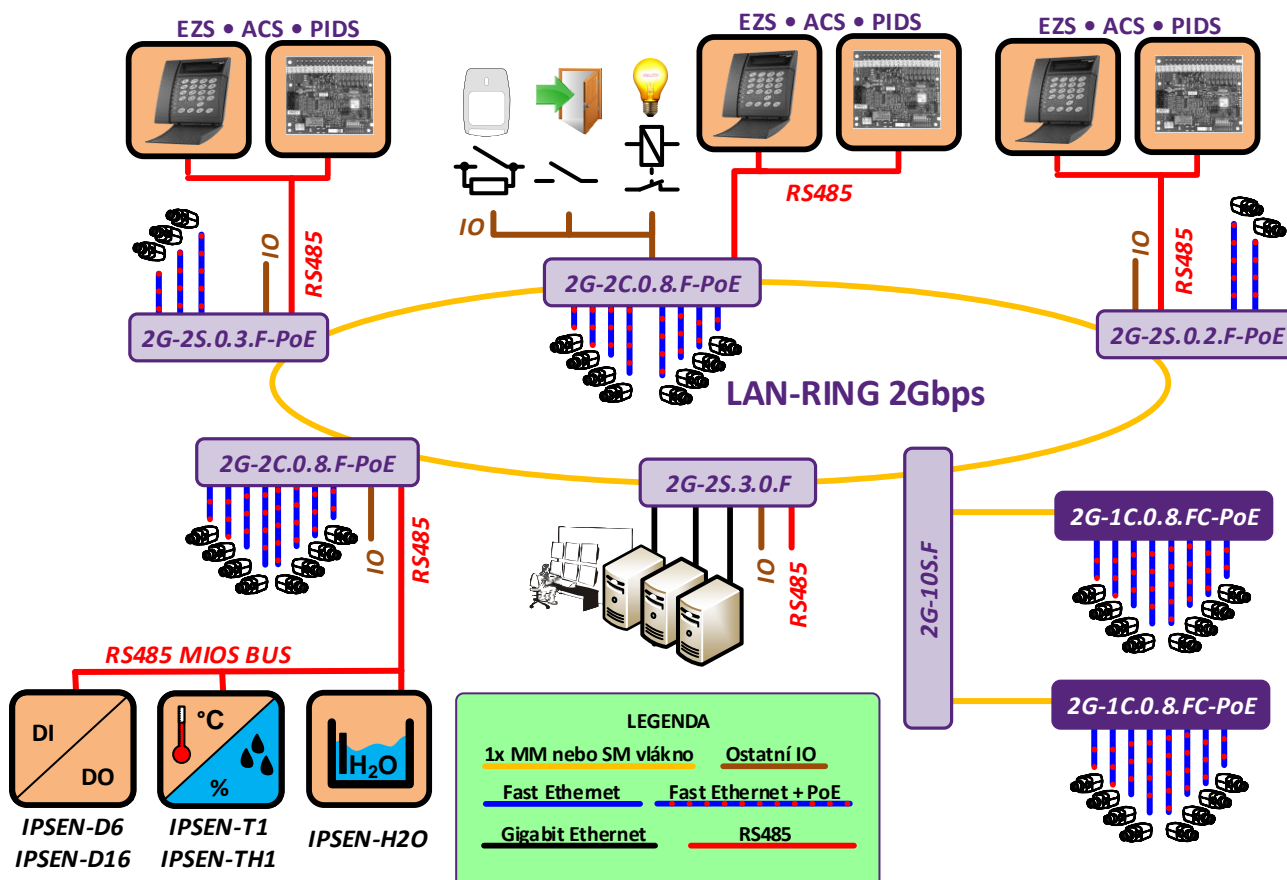 EZS • ACS • PIDS
EZS • ACS • PIDS
EZS • ACS • PIDS
IO
RS485
IO
RS485
IO
RS485
2G-2S.0.3.F-PoE
2G-2C.0.8.F-PoE
2G-2S.0.2.F-PoE
LAN-RING 2Gbps
2G-2C.0.8.F-PoE
2G-2S.3.0.F
2G-10S.F
IO
RS485
IO
RS485
2G-1C.0.8.FC-PoE
2G-1C.0.8.FC-PoE
RS485 MIOS BUS
DI
DO
°C
%
H₂O
IPSEN-D6
IPSEN-D16
IPSEN-T1
IPSEN-TH1
IPSEN-H2O
LEGENDA
1x MM nebo SM vlákno
Ostatní IO
Fast Ethernet
Fast Ethernet + PoE
Gigabit Ethernet
RS485